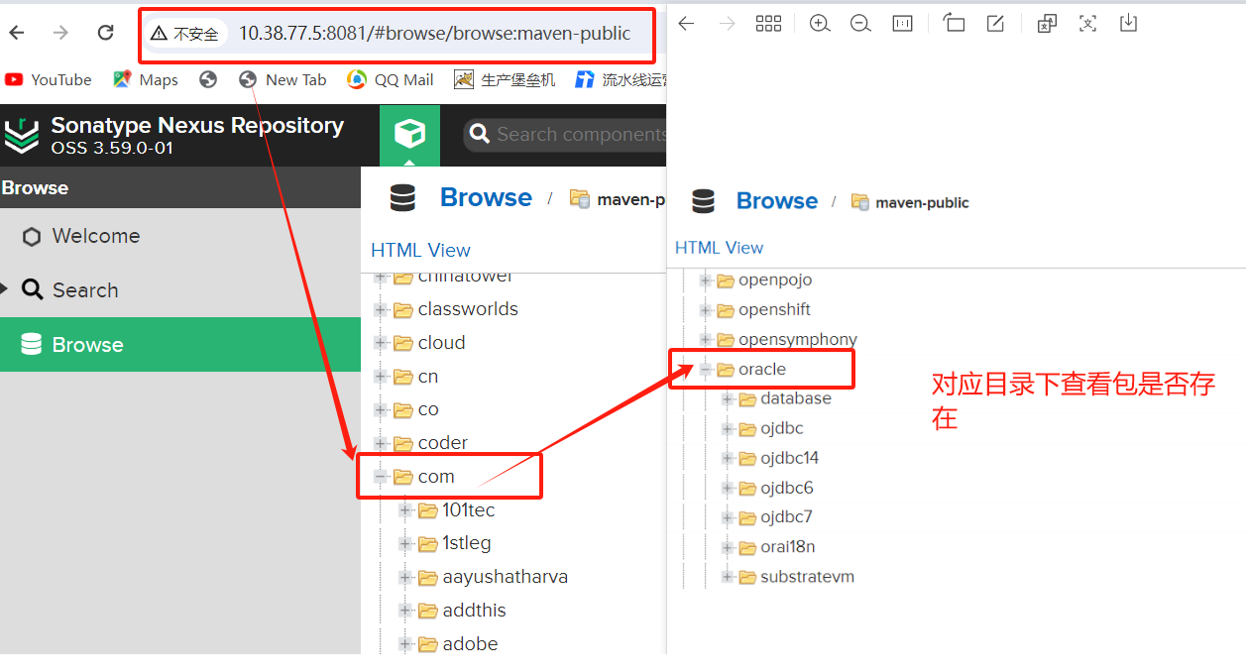 不安全
10.38.77.5:8081/#browse/browse:maven-public
YouTube
Maps
New Tab
QQ Mail
生产堡垒机
流水线运营
Sonatype Nexus Repository
OSS 3.59.0-01
Search components
Browse
Welcome
Search
Browse
Browse / maven-p
HTML View
chinatower
classworlds
cloud
cn
co
coder
com
101tec
1stleg
aayushatharva
addthis
adobe
Browse / maven-public
HTML View
openpojo
openshift
opensymphony
oracle
database
ojdbc
ojdbc14
ojdbc6
ojdbc7
orai18n
substratevm
对应目录下查看包是否存
在